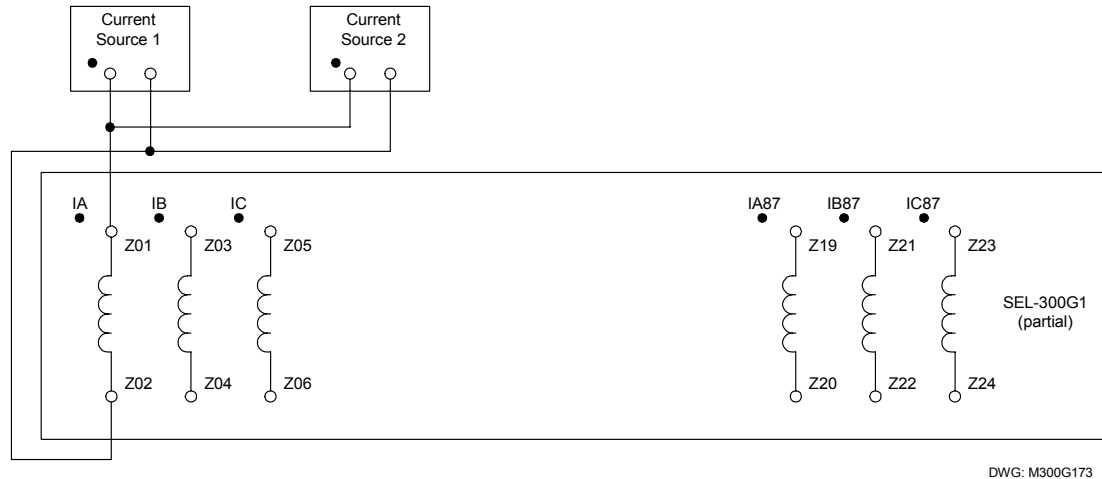 Current
Source 1
Current
Source 2
IA
IB
IC
IA87
IB87
IC87
Z01
Z03
Z05
Z19
Z21
Z23
SEL-300G1
(partial)
Z02
Z04
Z06
Z20
Z22
Z24
DWG: M300G173